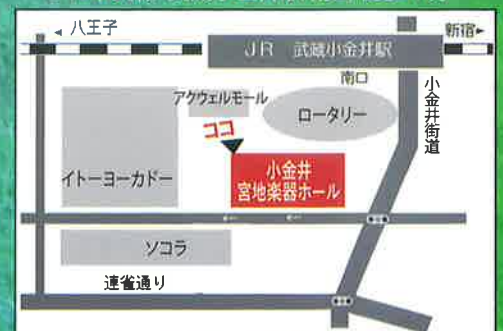 ◄ 八王子
新宿►
JR 武蔵小金井駅
南口
アクウェルモール
ロータリー
小金井街道
ココ
イトーヨーカドー
小金井
宮地楽器ホール
←
←
ソコラ
連雀通り